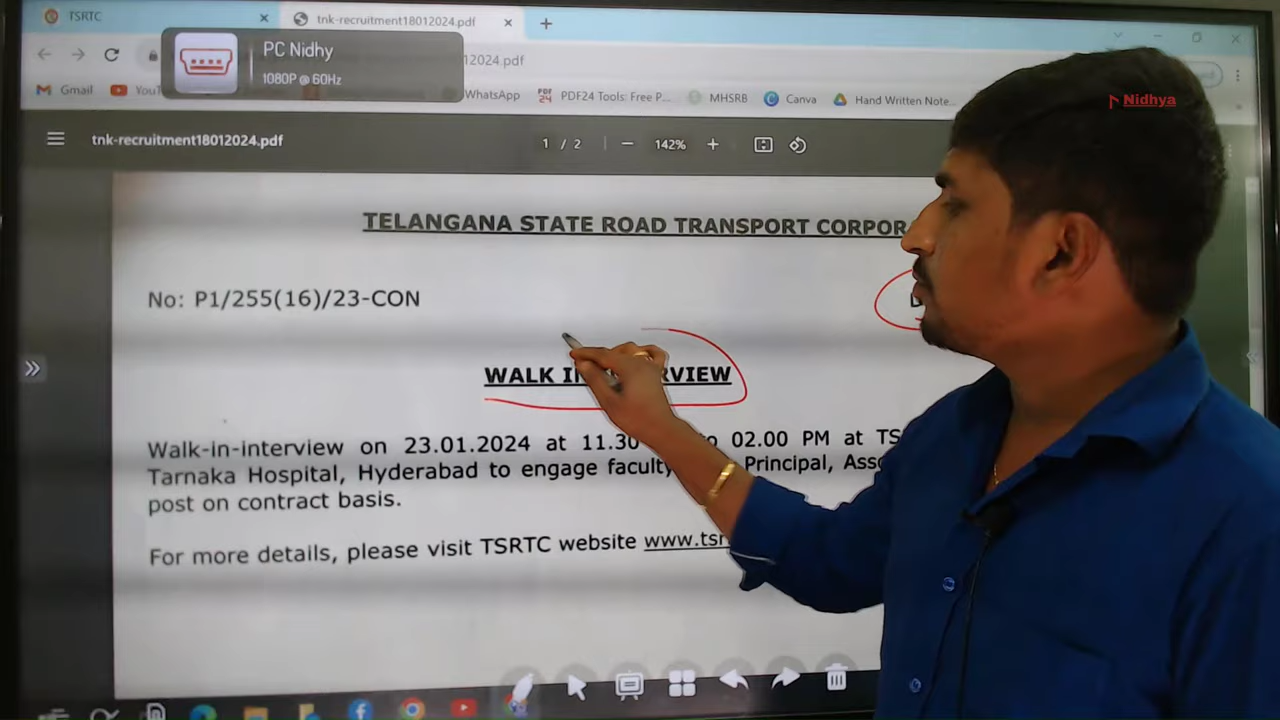 TSRTC
tnk-recruitment18012024.pdf
PC Nidhy
1080P @ 60Hz
12024.pdf
Gmail
WhatsApp
PDF24 Tools: Free P...
MHSRB
Canva
Hand Written Note...
Nidhya
tnk-recruitment18012024.pdf
1 / 2
142%
TELANGANA STATE ROAD TRANSPORT CORPOR
No: P1/255(16)/23-CON
WALK IN RVIEW
Walk-in-interview on 23.01.2024 at 11.30 02.00 PM at TS
Tarnaka Hospital, Hyderabad to engage faculty Principal, Asso
post on contract basis.
For more details, please visit TSRTC website www.tsr